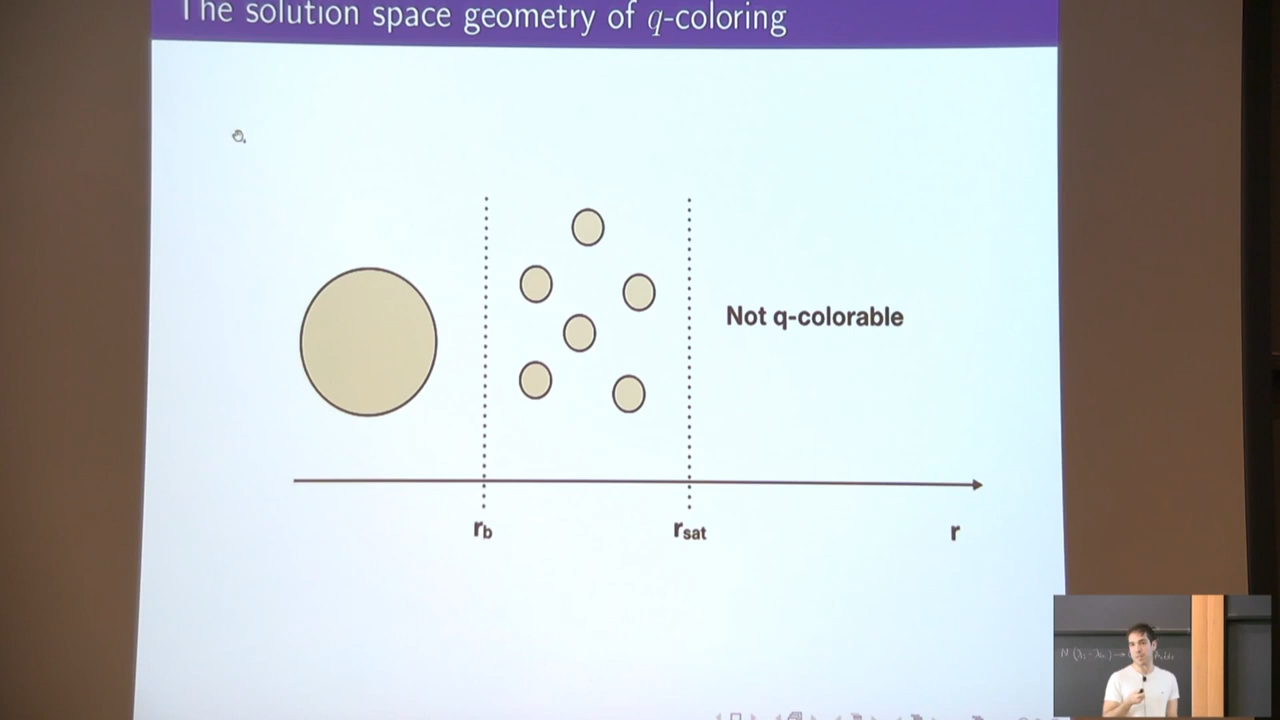 The solution space geometry of q-coloring
Not q-colorable
rb
rsat
r